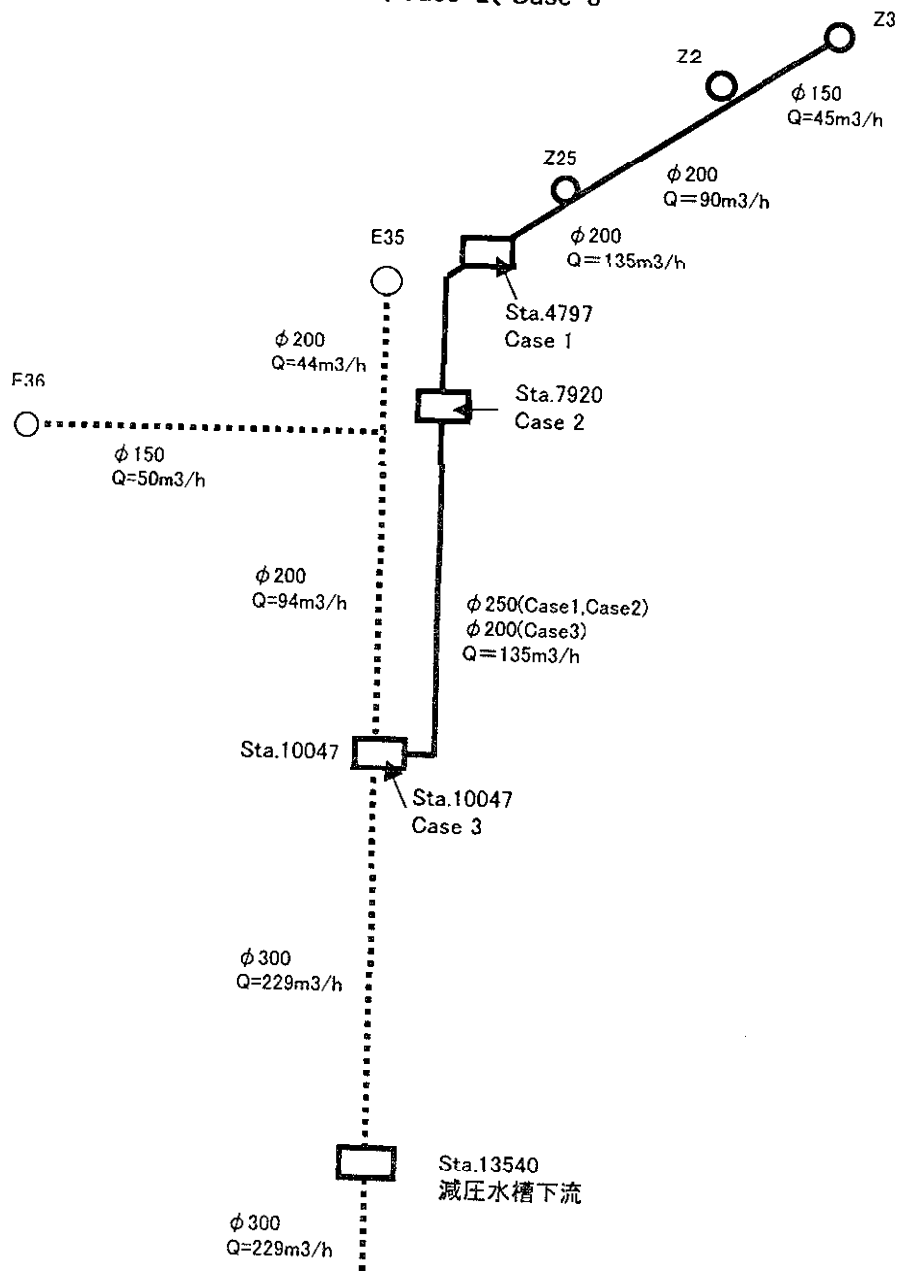 Z3
Z2
φ150
Q=45m3/h
Z25
φ200
Q=90m3/h
φ200
Q=135m3/h
E35
Sta.4797
Case 1
φ200
Q=44m3/h
Sta.7920
Case 2
φ150
Q=50m3/h
φ200
Q=94m3/h
φ250(Case1,Case2)
φ200(Case3)
Q=135m3/h
Sta.10047
Sta.10047
Case 3
φ300
Q=229m3/h
Sta.13540
減圧水槽下流
φ300
Q=229m3/h